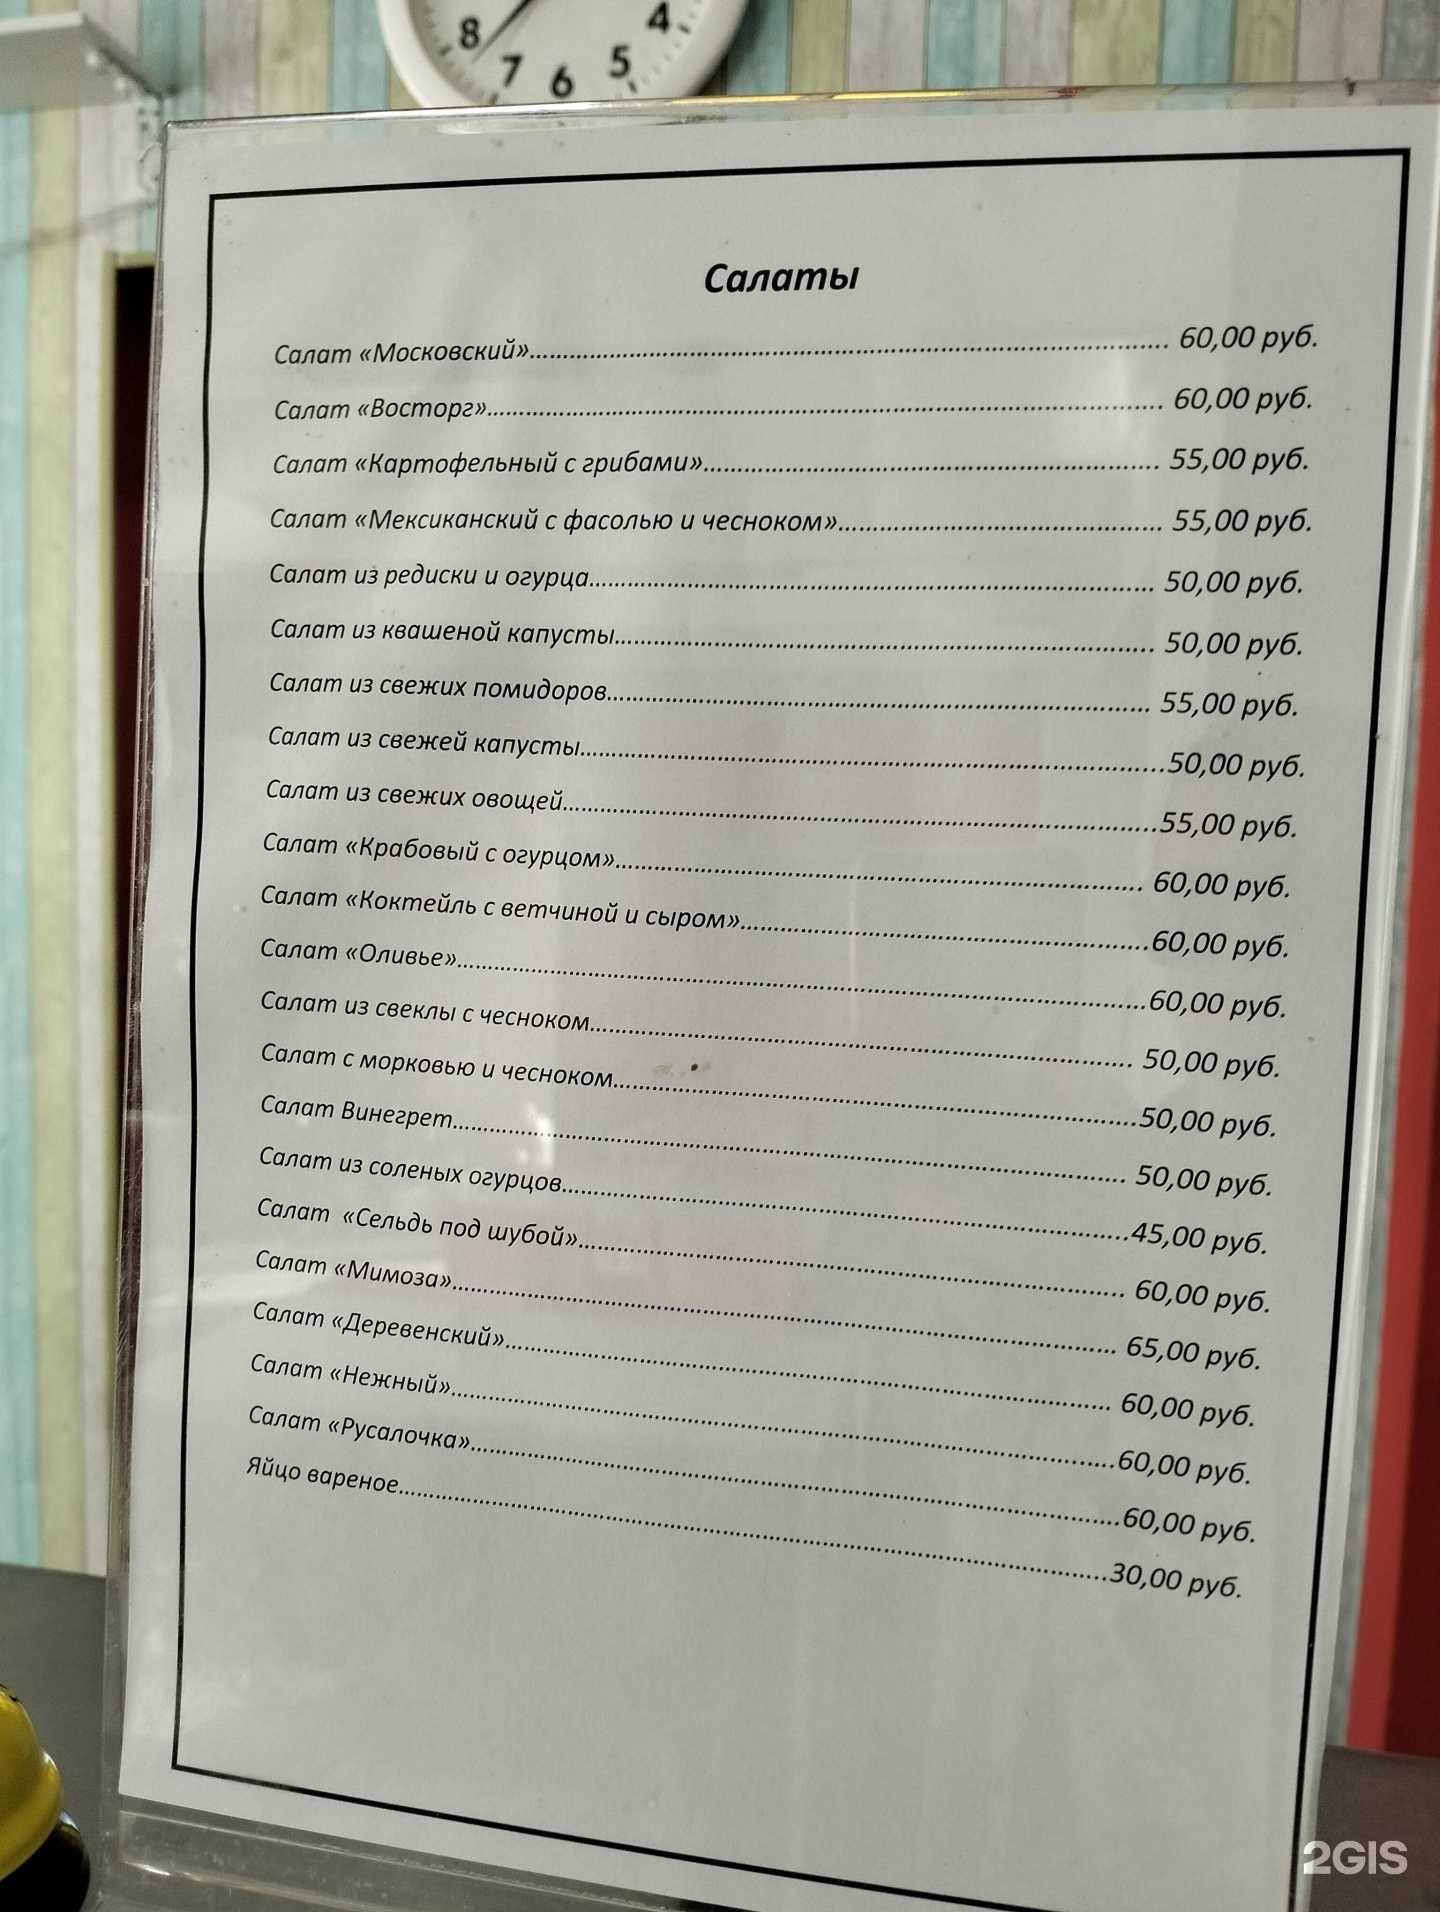 8 7 6 5 4
Салаты
Салат «Московский»........ 60,00 руб.
Салат «Восторг»........ 60,00 руб.
Салат «Картофельный с грибами»........ 55,00 руб.
Салат «Мексиканский с фасолью и чесноком»........ 55,00 руб.
Салат из редиски и огурца........ 50,00 руб.
Салат из квашеной капусты........ 50,00 руб.
Салат из свежих помидоров........ 55,00 руб.
Салат из свежей капусты........50,00 руб.
Салат из свежих овощей........55,00 руб.
Салат «Крабовый с огурцом»........ 60,00 руб.
Салат «Коктейль с ветчиной и сыром»........60,00 руб.
Салат «Оливье»........60,00 руб.
Салат из свеклы с чесноком........ 50,00 руб.
Салат с морковью и чесноком........50,00 руб.
Салат Винегрет........ 50,00 руб.
Салат из соленых огурцов........45,00 руб.
Салат «Сельдь под шубой»........ 60,00 руб.
Салат «Мимоза»........ 65,00 руб.
Салат «Деревенский»........ 60,00 руб.
Салат «Нежный»........60,00 руб.
Салат «Русалочка»........60,00 руб.
Яйцо вареное........30,00 руб.
2GIS